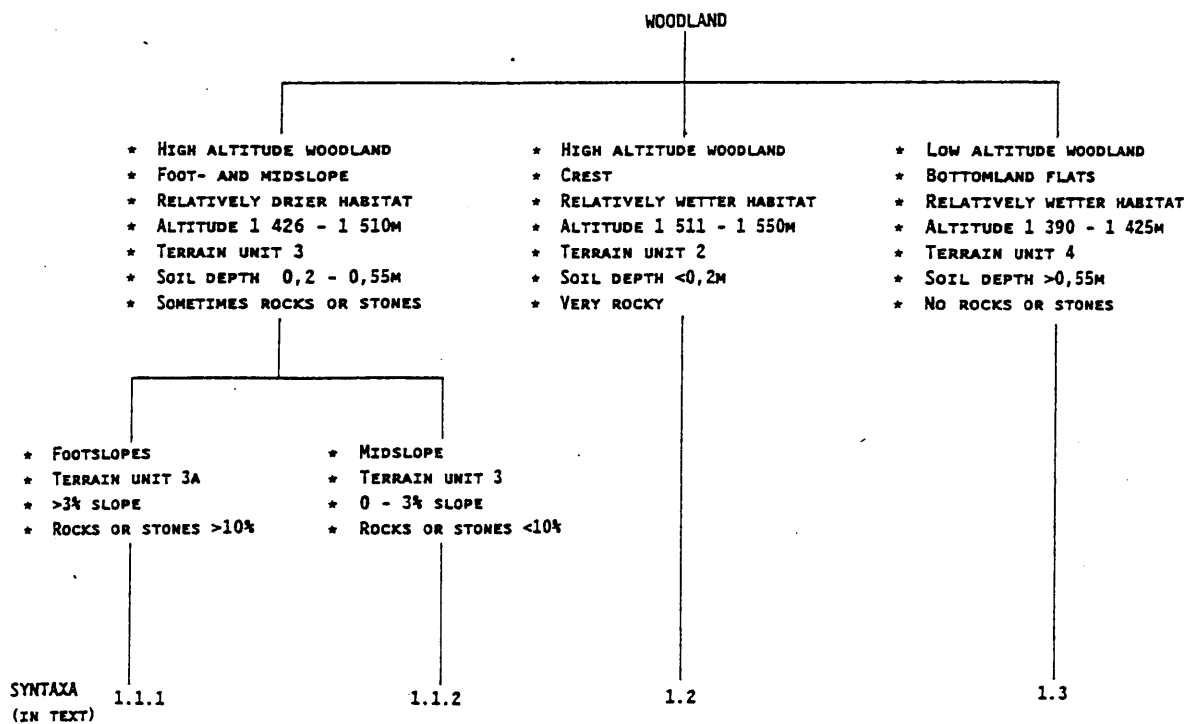 WOODLAND
* HIGH ALTITUDE WOODLAND
* FOOT- AND MIDSLOPE
* RELATIVELY DRIER HABITAT
* ALTITUDE 1 426 - 1 510M
* TERRAIN UNIT 3
* SOIL DEPTH 0,2 - 0,55M
* SOMETIMES ROCKS OR STONES
* HIGH ALTITUDE WOODLAND
* CREST
* RELATIVELY WETTER HABITAT
* ALTITUDE 1 511 - 1 550M
* TERRAIN UNIT 2
* SOIL DEPTH <0,2M
* VERY ROCKY
* LOW ALTITUDE WOODLAND
* BOTTOMLAND FLATS
* RELATIVELY WETTER HABITAT
* ALTITUDE 1 390 - 1 425M
* TERRAIN UNIT 4
* SOIL DEPTH >0,55M
* NO ROCKS OR STONES
* FOOTSLOPES
* TERRAIN UNIT 3A
* >3% SLOPE
* ROCKS OR STONES >10%
* MIDSLOPE
* TERRAIN UNIT 3
* 0 - 3% SLOPE
* ROCKS OR STONES <10%
SYNTAXA
(IN TEXT)
1.1.1
1.1.2
1.2
1.3